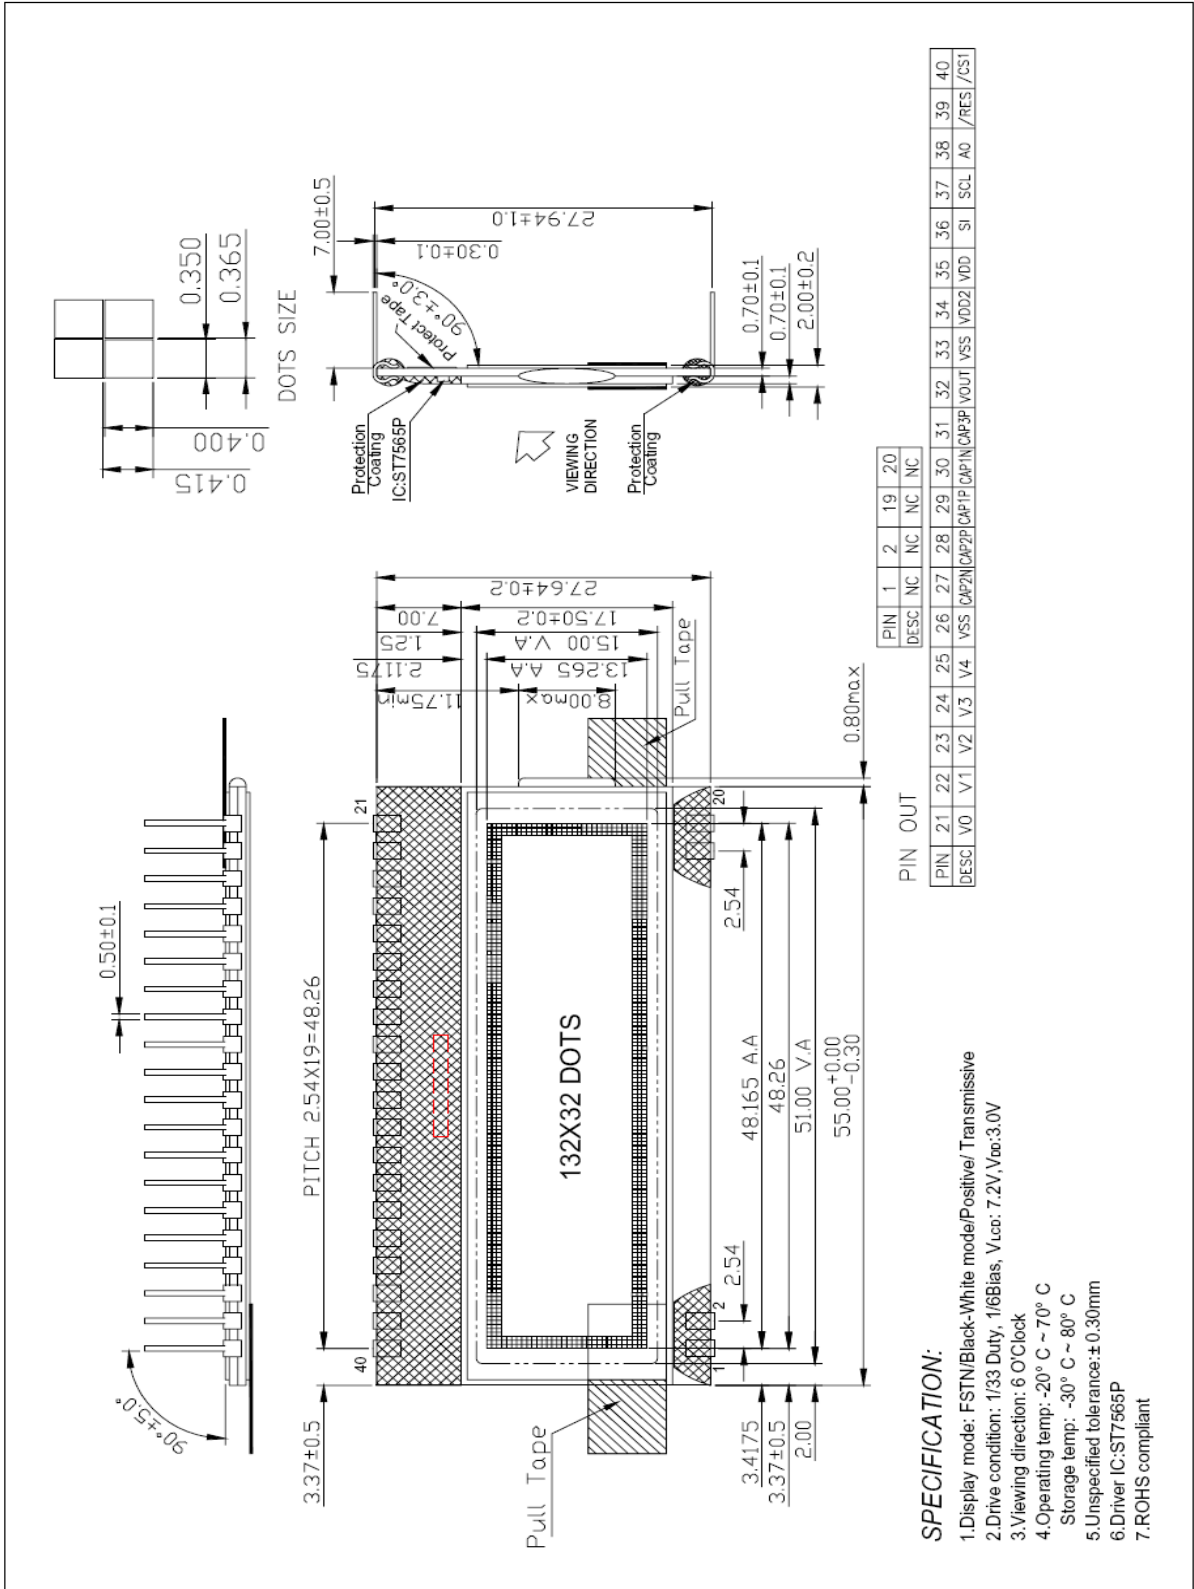 0.50±0.1
90°±5.0°
0.415
0.400
0.350
0.365
DOTS SIZE
PITCH 2.54X19=48.26
3.37±0.5
40
21
132X32 DOTS
7.00
1.25
2.1175
11.75min
27.64±0.2
17.50±0.2
15.00 V.A
13.265 A.A
8.00max
Pull Tape
Pull Tape
1
2
20
2.54
2.54
3.4175
3.37±0.5
2.00
48.165 A.A
48.26
51.00 V.A
55.00 +0.00 -0.30
0.80max
7.00±0.5
0.30±0.1
27.94±1.0
90°±3.0°
Protect Tape
Protection
Coating
IC:ST7565P
VIEWING
DIRECTION
Protection
Coating
0.70±0.1
0.70±0.1
2.00±0.2
PIN OUT
PIN 1 2 19 20
DESC NC NC NC NC
PIN 21 22 23 24 25 26 27 28 29 30 31 32 33 34 35 36 37 38 39 40
DESC V0 V1 V2 V3 V4 VSS CAP2N CAP2P CAP1P CAP1N CAP3P VOUT VSS VDD2 VDD SI SCL A0 /RES /CS1
SPECIFICATION:
1.Display mode: FSTN/Black-White mode/Positive/ Transmissive
2.Drive condition: 1/33 Duty, 1/6Bias, VLCD: 7.2V,VDD:3.0V
3.Viewing direction: 6 O'Clock
4.Operating temp: -20° C ~ 70° C
Storage temp: -30° C ~ 80° C
5.Unspecified tolerance:±0.30mm
6.Driver IC:ST7565P
7.ROHS compliant